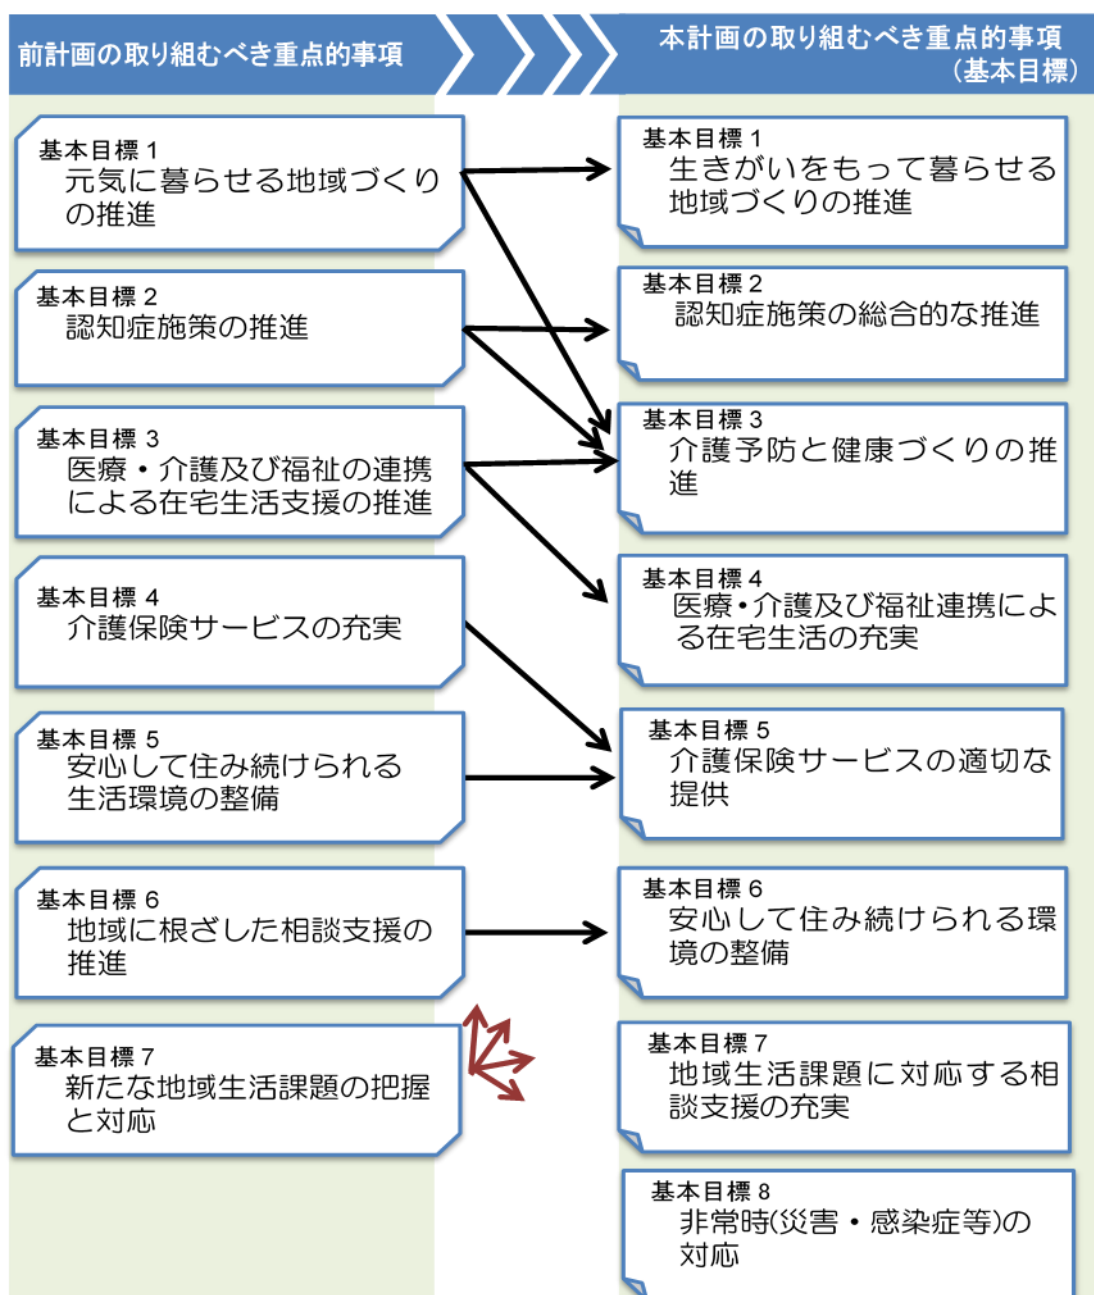 前計画の取り組むべき重点的事項
本計画の取り組むべき重点的事項
（基本目標）
基本目標１
元気に暮らせる地域づくり
の推進
基本目標２
認知症施策の推進
基本目標３
医療・介護及び福祉の連携
による在宅生活支援の推進
基本目標４
介護保険サービスの充実
基本目標５
安心して住み続けられる
生活環境の整備
基本目標６
地域に根ざした相談支援の
推進
基本目標７
新たな地域生活課題の把握
と対応
基本目標１
生きがいをもって暮らせる
地域づくりの推進
基本目標２
認知症施策の総合的な推進
基本目標３
介護予防と健康づくりの推
進
基本目標４
医療・介護及び福祉連携によ
る在宅生活の充実
基本目標５
介護保険サービスの適切な
提供
基本目標６
安心して住み続けられる環
境の整備
基本目標７
地域生活課題に対応する相
談支援の充実
基本目標８
非常時(災害・感染症等)の
対応